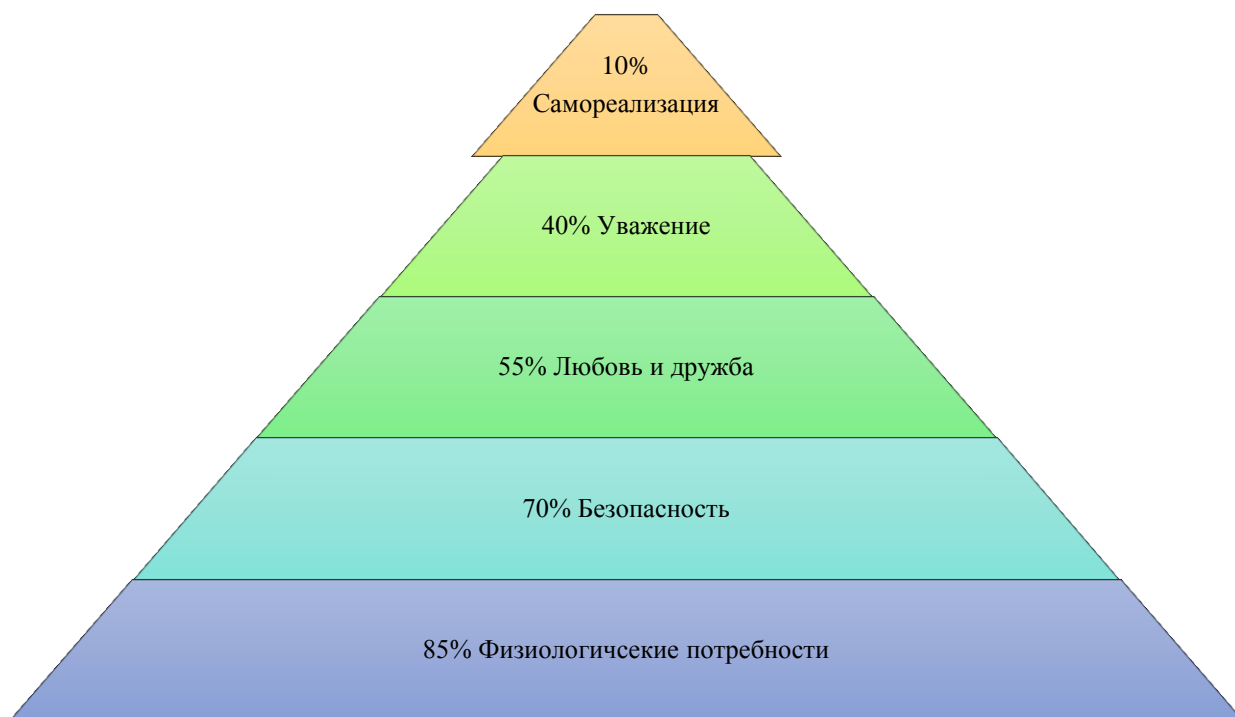 10%
Самореализация
40% Уважение
55% Любовь и дружба
70% Безопасность
85% Физиологичсекие потребности